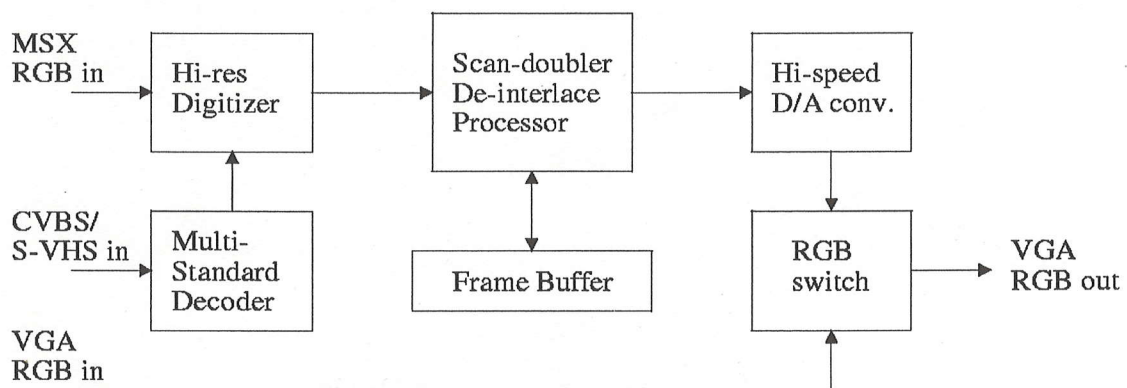 MSX
RGB in
Hi-res
Digitizer
Scan-doubler
De-interlace
Processor
Hi-speed
D/A conv.
CVBS/
S-VHS in
Multi-
Standard
Decoder
Frame Buffer
RGB
switch
VGA
RGB out
VGA
RGB in